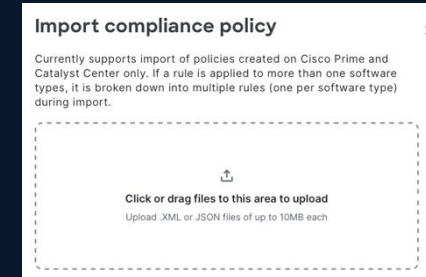 Import compliance policy
Currently supports import of policies created on Cisco Prime and
Catalyst Center only. If a rule is applied to more than one software
types, it is broken down into multiple rules (one per software type)
during import.
Click or drag files to this area to upload
Upload .XML or JSON files of up to 10MB each